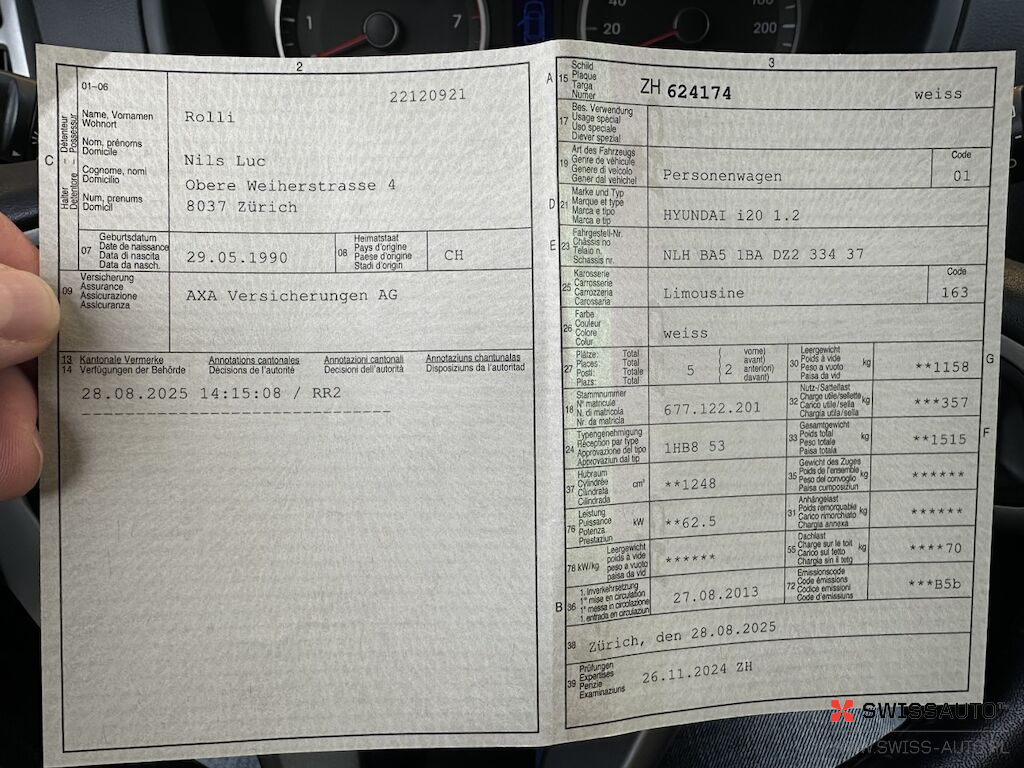 1
7
20
40
100
200
2
01–06
22120921
C
Halter – Détenteur
Detentore – Possessur
Name, Vornamen
Wohnort
Nom, prénoms
Domicile
Cognome, nomi
Domicilio
Num, prenums
Domicil
Rolli
Nils Luc
Obere Weiherstrasse 4
8037 Zürich
07
Geburtsdatum
Date de naissance
Data di nascita
Data da nasch.
29.05.1990
08
Heimatstaat
Pays d'origine
Paese d'origine
Stadi d'origin
CH
09
Versicherung
Assurance
Assicurazione
Assicuranza
AXA Versicherungen AG
13
14
Kantonale Vermerke
Verfügungen der Behörde
Annotations cantonales
Décisions de l'autorité
Annotazioni cantonali
Decisioni dell'autorità
Annotaziuns chantunalas
Disposiziuns da l'autoritad
28.08.2025 14:15:08 / RR2
3
A
15
Schild
Plaque
Targa
Numer
ZH 624174
weiss
17
Bes. Verwendung
Usage spécial
Uso speciale
Diever spezial
19
Art des Fahrzeugs
Genre de véhicule
Genere di veicolo
Gener dal vehichel
Personenwagen
Code
01
D
21
Marke und Typ
Marque et type
Marca e tipo
Marca e tip
HYUNDAI i20 1.2
E
23
Fahrgestell-Nr.
Châssis no
Telaio n.
Schassis nr.
NLH BA5 1BA DZ2 334 37
25
Karosserie
Carrosserie
Carrozzeria
Carossaria
Limousine
Code
163
26
Farbe
Couleur
Colore
Colur
weiss
27
Plätze: Total
Places: Total
Posti: Totale
Plazs: Total
5
2
vorne)
avant)
anteriori)
davant)
30
Leergewicht
Poids à vide
Peso a vuoto
Paisa da vid
kg
**1158
G
18
Stammnummer
N° matricule
N. di matricola
Nr. da matricla
677.122.201
32
Nutz-/Sattellast
Charge utile/sellette
Carico utile/sella
Chargia utila/sella
kg
***357
24
Typengenehmigung
Réception par type
Approvazione del tipo
Approvaziun dal tip
1HB8 53
33
Gesamtgewicht
Poids total
Peso totale
Paisa totala
kg
**1515
F
37
Hubraum
Cylindrée
Cilindrata
Cilindrada
cm³
**1248
35
Gewicht des Zuges
Poids de l'ensemble
Peso del convoglio
Paisa cumposiziun
kg
******
76
Leistung
Puissance
Potenza
Prestaziun
kW
**62.5
31
Anhängelast
Poids remorquable
Carico rimorchiato
Chargia annexa
kg
******
78
kW/kg
Leergewicht
poids à vide
peso a vuoto
paisa da vid
******
55
Dachlast
Charge sur le toit
Carico sul tetto
Chargia sin il tetg
kg
****70
B
36
1. Inverkehrsetzung
1re mise en circulation
1a messa in circolazione
1. entrada en circulaziun
27.08.2013
72
Emissionscode
Code émissions
Codice emissioni
Code d'emissiuns
***B5b
38
Zürich, den 28.08.2025
39
Prüfungen
Expertises
Perizie
Examinaziuns
26.11.2024 ZH
SWISSAUTO
WWW.SWISS-AUTO.PL